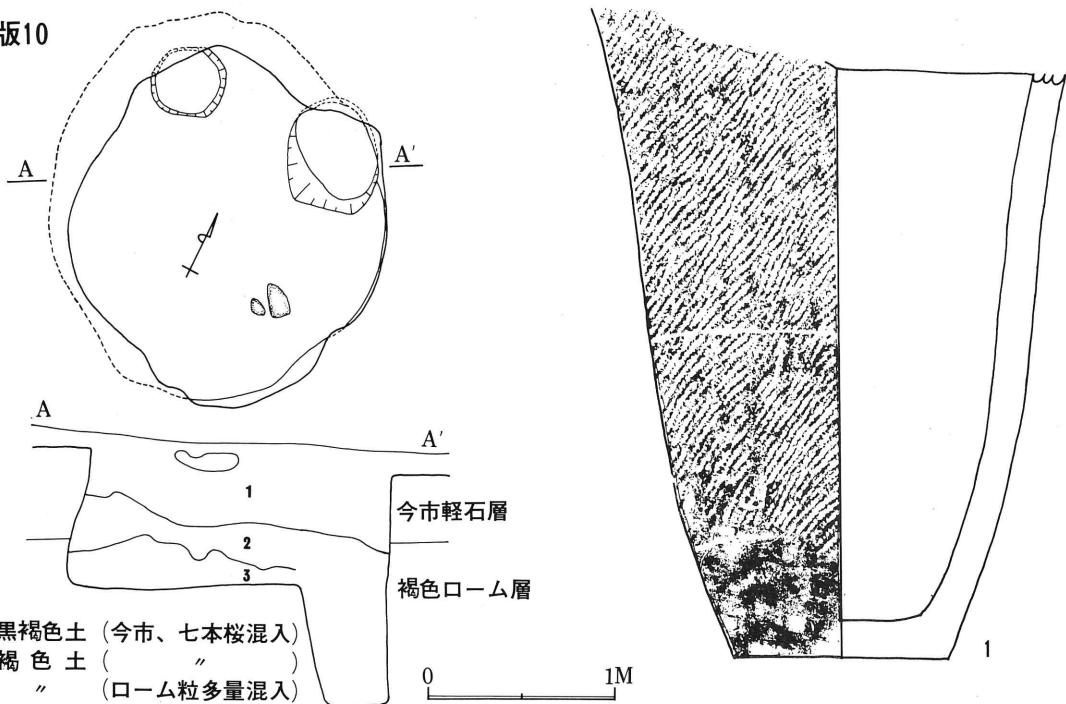 版10
A
A'
A
A'
1
今市軽石層
2
3
褐色ローム層
黒褐色土（今市、七本桜混入）
褐色土（ 〃 ）
〃 （ローム粒多量混入）
0 1M
1